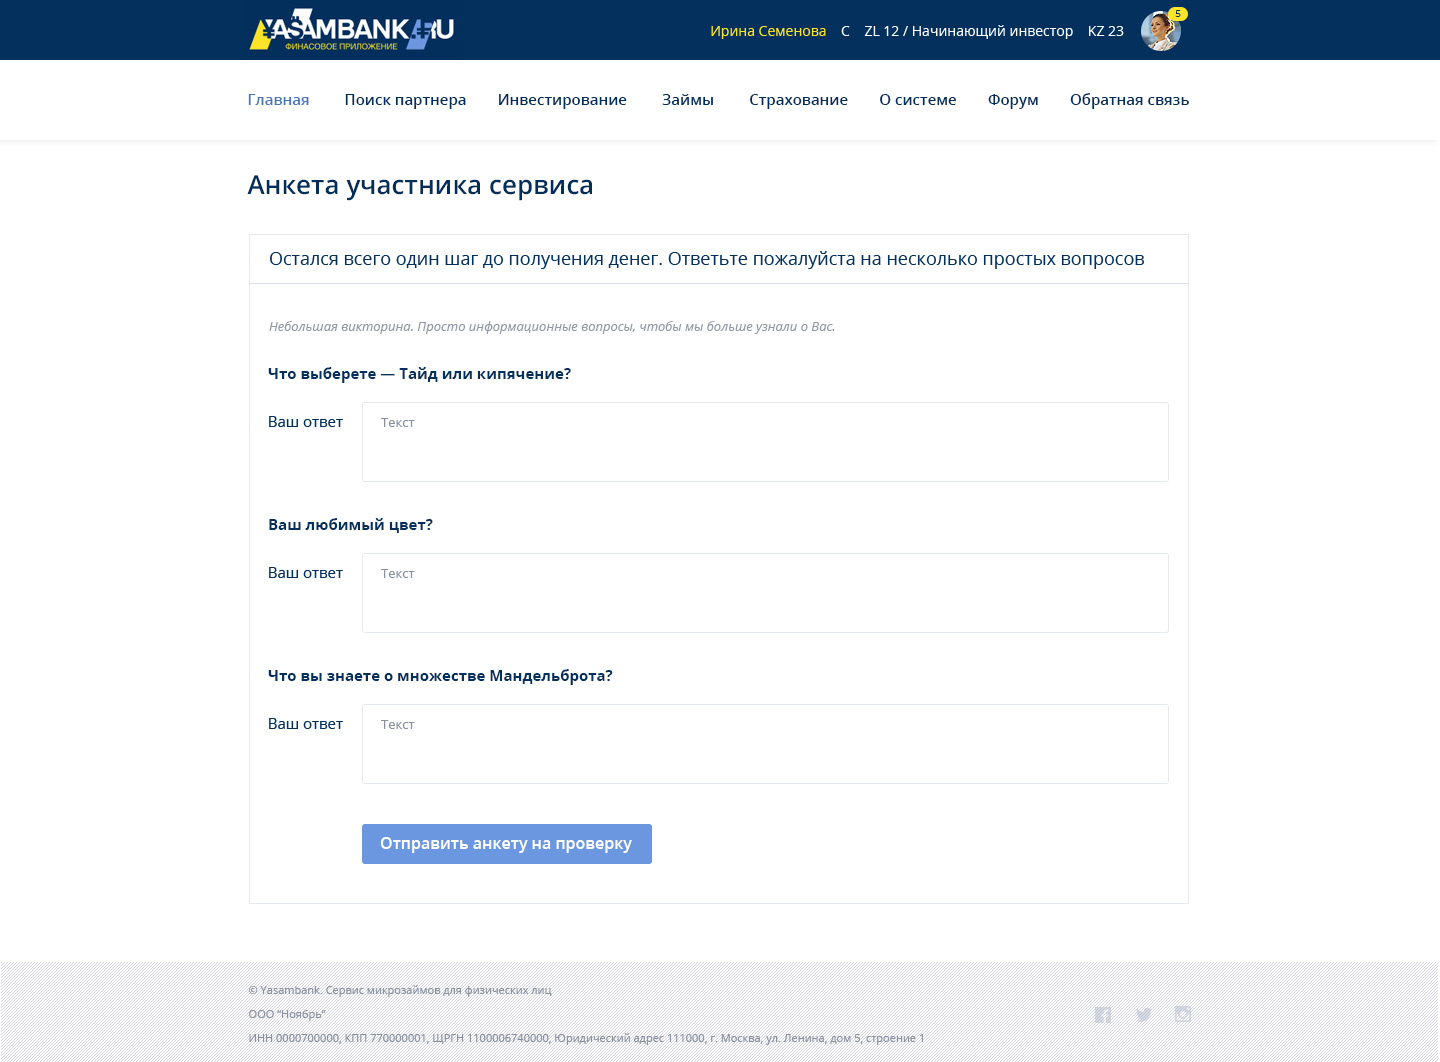 YASAMBANK.RU
ФИНАСОВОЕ ПРИЛОЖЕНИЕ
Ирина Семенова C ZL 12 / Начинающий инвестор KZ 23 5
Главная Поиск партнера Инвестирование Займы Страхование О системе Форум Обратная связь
Анкета участника сервиса
Остался всего один шаг до получения денег. Ответьте пожалуйста на несколько простых вопросов
Небольшая викторина. Просто информационные вопросы, чтобы мы больше узнали о Вас.
Что выберете — Тайд или кипячение?
Ваш ответ Текст
Ваш любимый цвет?
Ваш ответ Текст
Что вы знаете о множестве Мандельброта?
Ваш ответ Текст
Отправить анкету на проверку
© Yasambank. Сервис микрозаймов для физических лиц
ООО “Ноябрь”
ИНН 0000700000, КПП 770000001, ЩРГН 1100006740000, Юридический адрес 111000, г. Москва, ул. Ленина, дом 5, строение 1